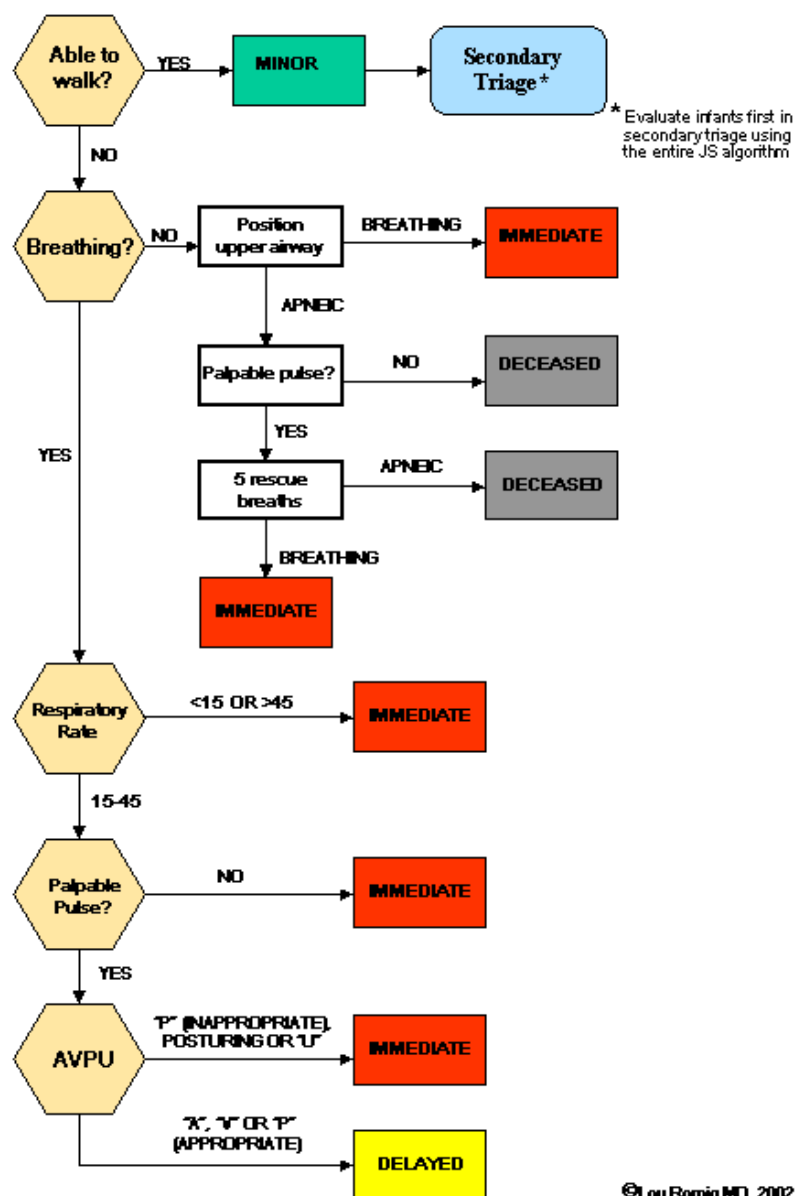 Able to
walk?
YES
MINOR
Secondary
Triage*
* Evaluate infants first in
secondary triage using
the entire JS algorithm
NO
Breathing?
NO
Position
upper airway
BREATHING
IMMEDIATE
APNEIC
Palpable pulse?
NO
DECEASED
YES
5 rescue
breaths
APNEIC
DECEASED
BREATHING
IMMEDIATE
YES
Respiratory
Rate
<15 OR >45
IMMEDIATE
15-45
Palpable
Pulse?
NO
IMMEDIATE
YES
AVPU
"P" (INAPPROPRIATE),
POSTURING OR "U"
IMMEDIATE
"A", "V" OR "P"
(APPROPRIATE)
DELAYED
©Lou Romig MD, 2002